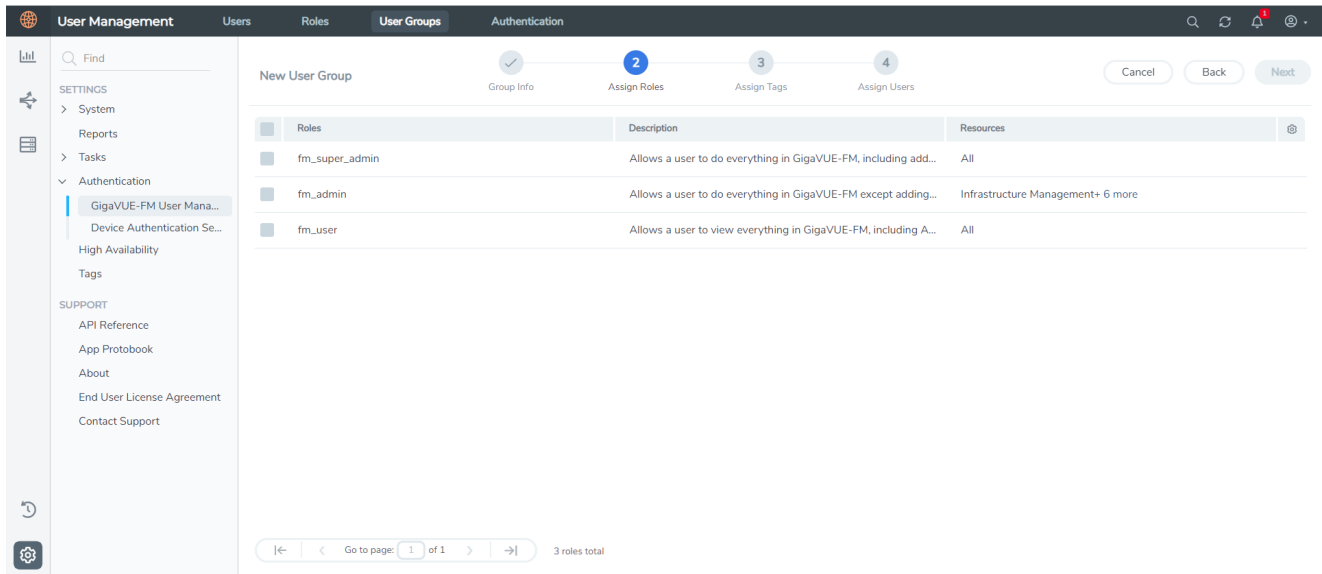 User Management Users Roles User Groups Authentication 1
Find
SETTINGS
System
Reports
Tasks
Authentication
GigaVUE-FM User Mana...
Device Authentication Se...
High Availability
Tags
SUPPORT
API Reference
App Protobook
About
End User License Agreement
Contact Support
New User Group
Group Info
2 Assign Roles
3 Assign Tags
4 Assign Users
Cancel Back Next
Roles Description Resources
fm_super_admin Allows a user to do everything in GigaVUE-FM, including add... All
fm_admin Allows a user to do everything in GigaVUE-FM except adding... Infrastructure Management+ 6 more
fm_user Allows a user to view everything in GigaVUE-FM, including A... All
Go to page: 1 of 1 3 roles total